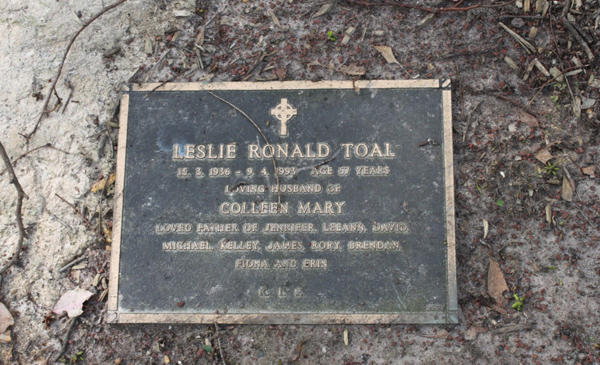 LESLIE RONALD TOAL
15. 3. 1936 - 9. 4. 1993 AGE 57 YEARS
LOVING HUSBAND OF
COLLEEN MARY
LOVED FATHER OF JENNIFER, LEEANN, DAVID,
MICHAEL, KELLEY, JAMES, RORY, BRENDAN,
FIONA AND ERIN
R. I. P.